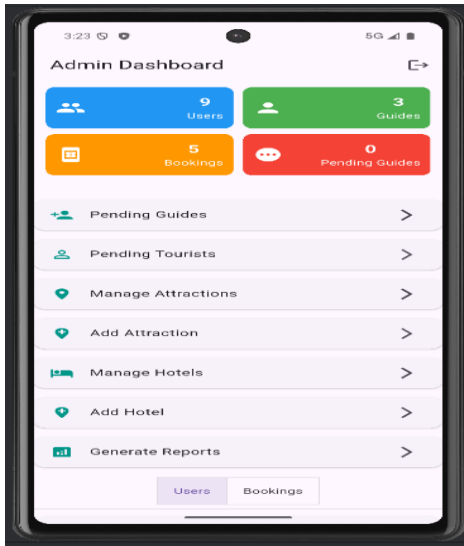 3:23 5G
Admin Dashboard
9
Users
3
Guides
5
Bookings
0
Pending Guides
Pending Guides
Pending Tourists
Manage Attractions
Add Attraction
Manage Hotels
Add Hotel
Generate Reports
Users Bookings